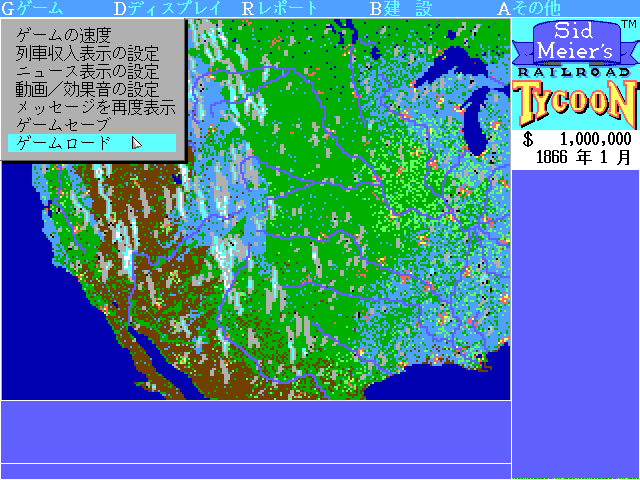 Gゲーム Dディスプレイ Rレポート B建 設 Aその他
ゲームの速度
列車収入表示の設定
ニュース表示の設定
動画／効果音の設定
メッセージを再度表示
ゲームセーブ
ゲームロード
TM
Sid
Meier's
RAILROAD
TYCOON
$ 1,000,000
1866 年 1 月